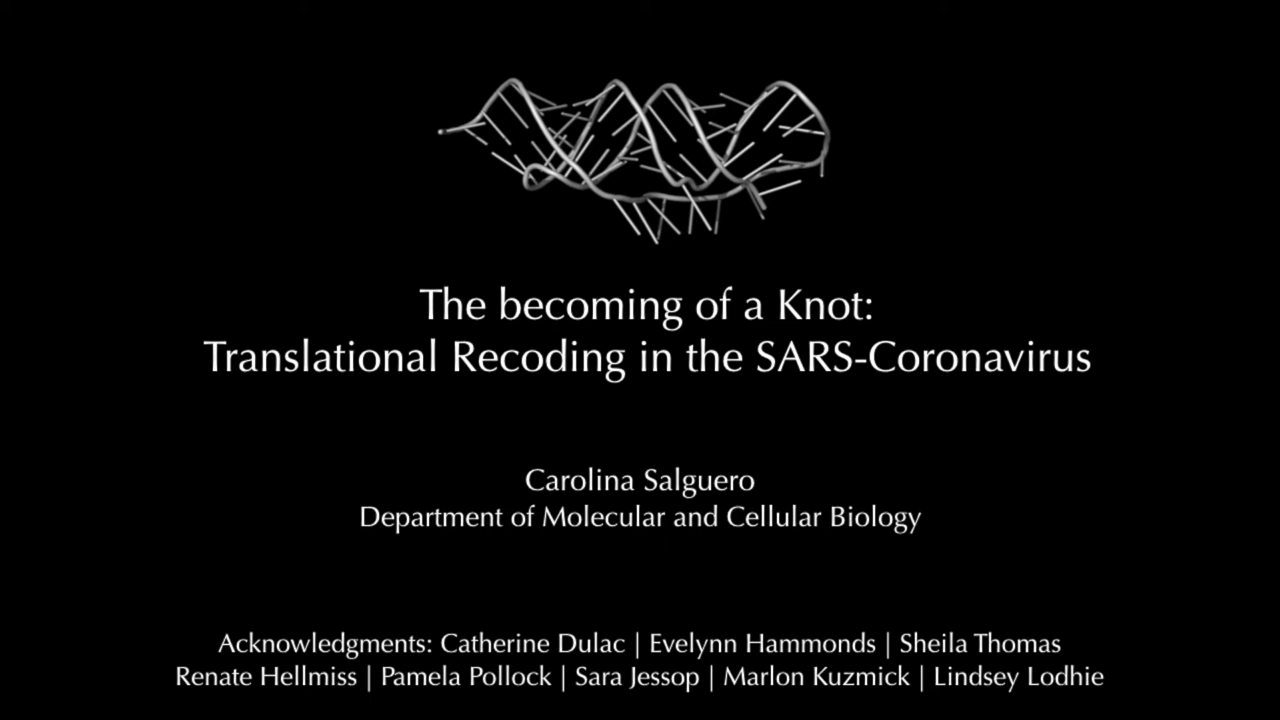 The becoming of a Knot:
Translational Recoding in the SARS-Coronavirus
Carolina Salguero
Department of Molecular and Cellular Biology
Acknowledgments: Catherine Dulac | Evelynn Hammonds | Sheila Thomas
Renate Hellmiss | Pamela Pollock | Sara Jessop | Marlon Kuzmick | Lindsey Lodhie